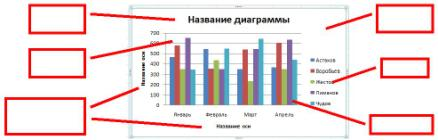 Название диаграммы
Название оси
700
600
500
400
300
200
100
0
Январь Февраль Март Апрель
Название оси
Астахов
Воробьев
Жестов
Пименов
Чудов